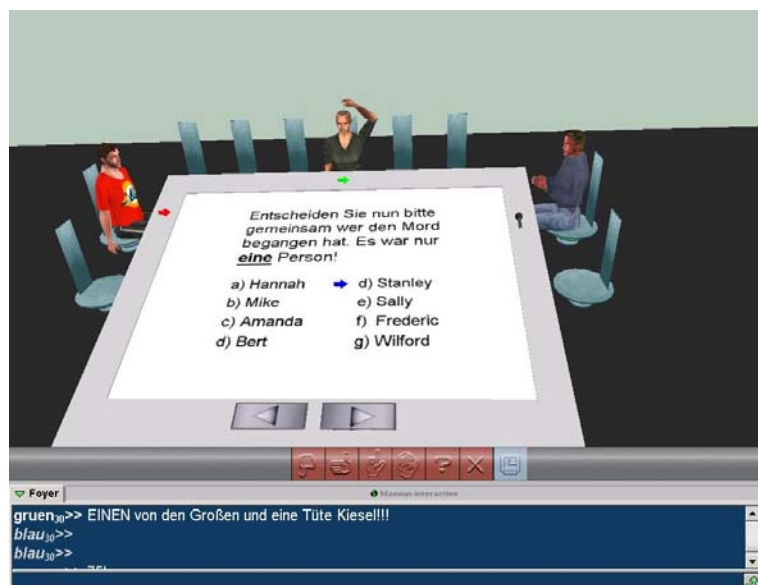 Entscheiden Sie nun bitte
gemeinsam wer den Mord
begangen hat. Es war nur
eine Person!
a) Hannah
d) Stanley
b) Mike
e) Sally
c) Amanda
f) Frederic
d) Bert
g) Wilford
?
X
Foyer
gruen30>> EINEN von den Großen und eine Tüte Kiesel!!!
blau30>>
blau30>>